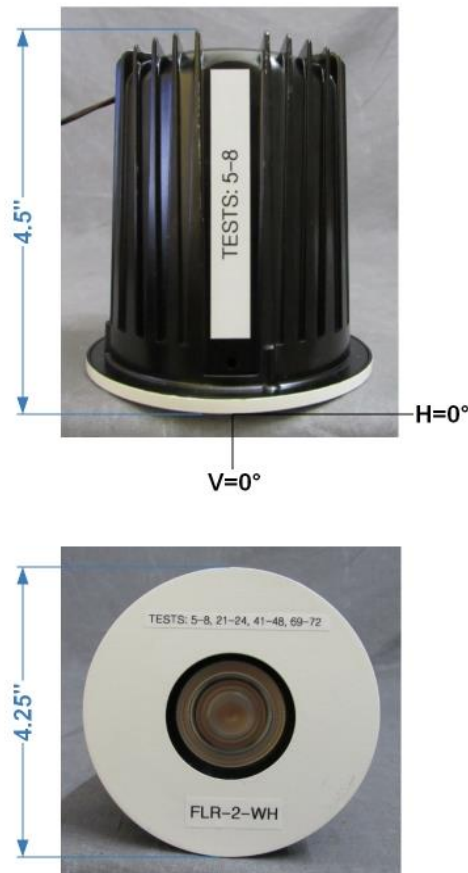 4.5"
TESTS: 5-8
H=0°
V=0°
4.25"
TESTS: 5-8, 21-24, 41-48, 69-72
FLR-2-WH